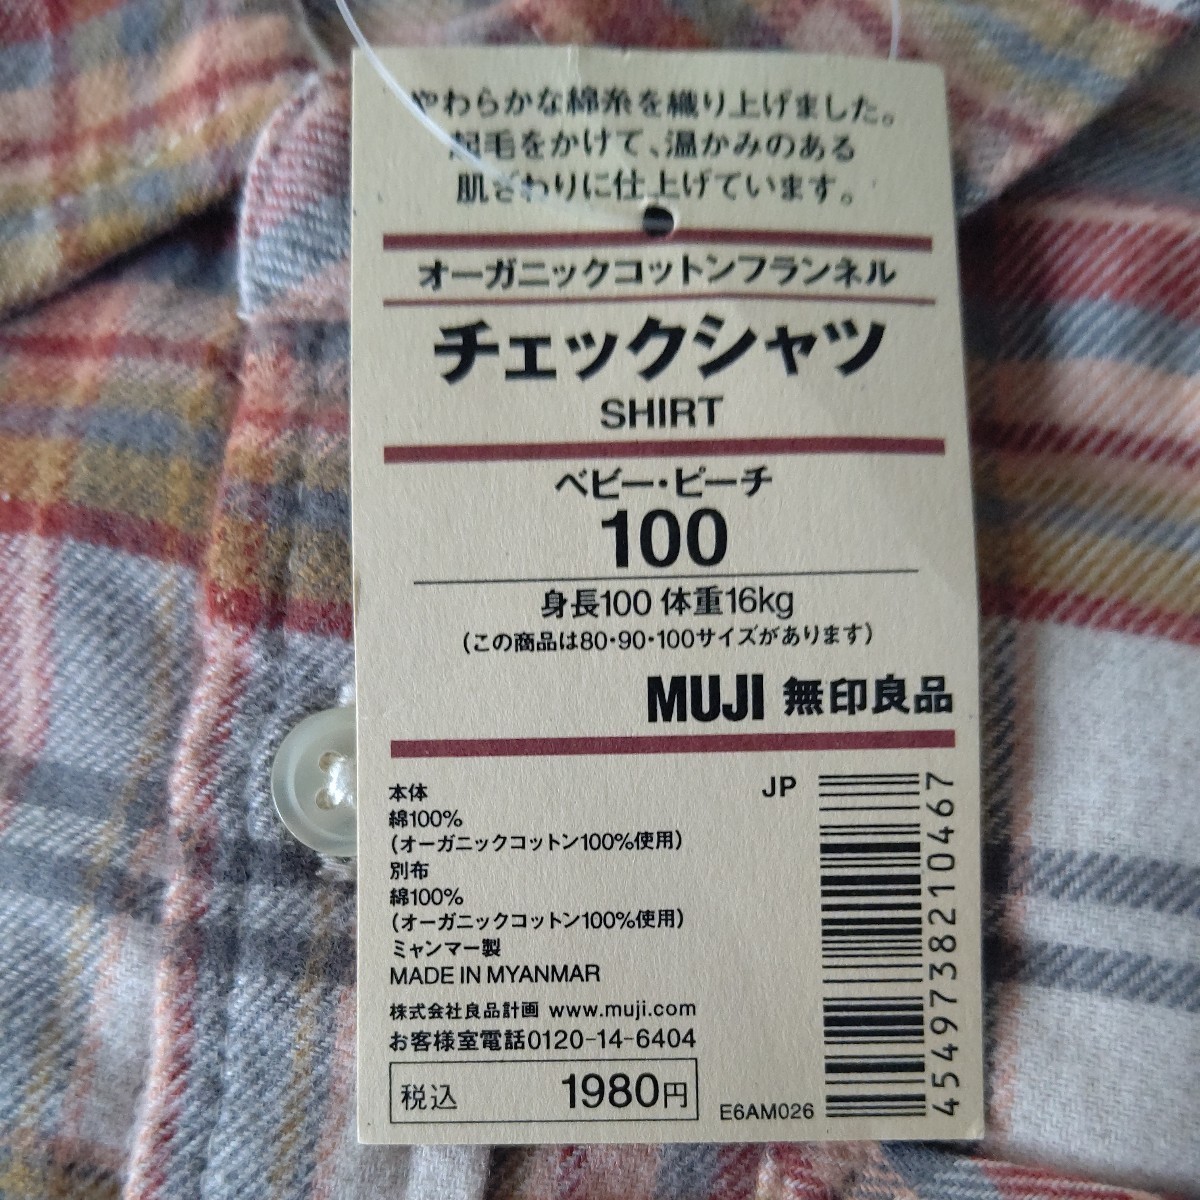 やわらかな綿糸を織り上げました。
起毛をかけて、温かみのある
肌ざわりに仕上げています。
オーガニックコットンフランネル
チェックシャツ
SHIRT
ベビー・ピーチ
100
身長100 体重16kg
(この商品は80・90・100サイズがあります)
MUJI 無印良品
本体
綿100%
(オーガニックコットン100%使用)
別布
綿100%
(オーガニックコットン100%使用)
ミャンマー製
MADE IN MYANMAR
株式会社良品計画 www.muji.com
お客様室電話0120-14-6404
税込 1980円
JP
4549738210467
E6AM026